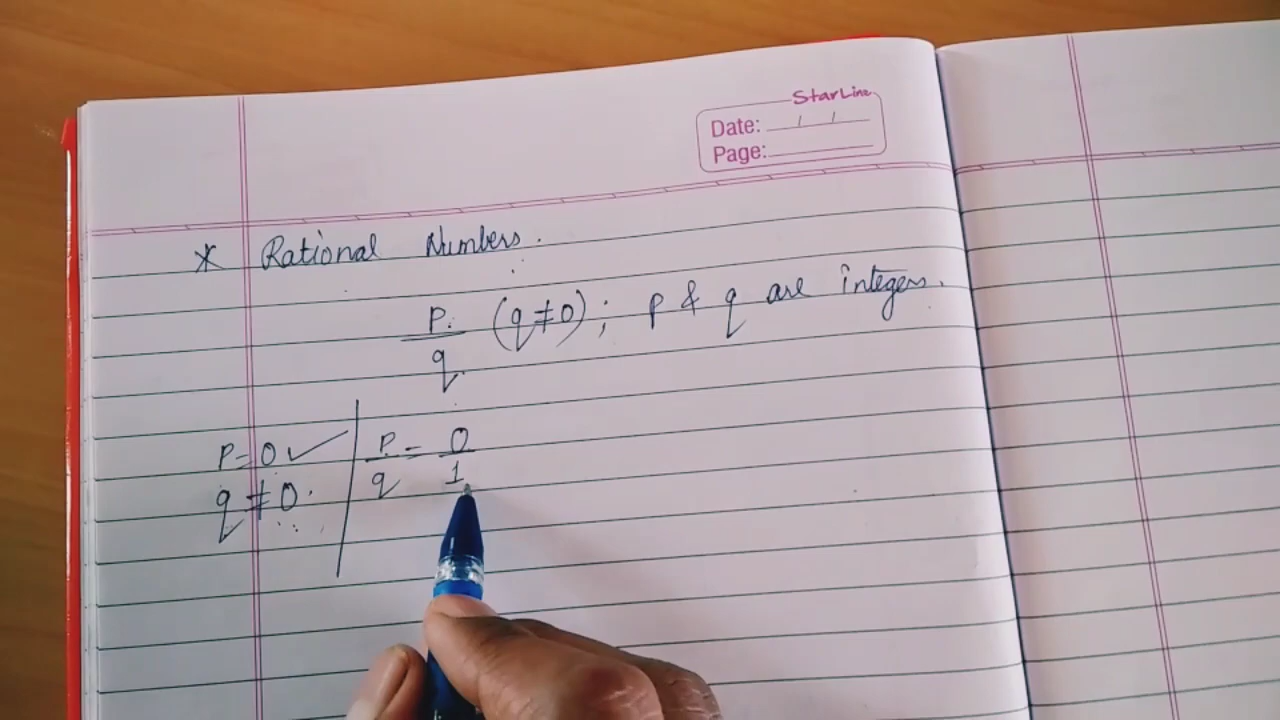 StarLine
Date: / /
Page:
* Rational Numbers.
p/q (q≠0); p & q are integers.
P=0 ✓
q≠0.
p/q = 0/1